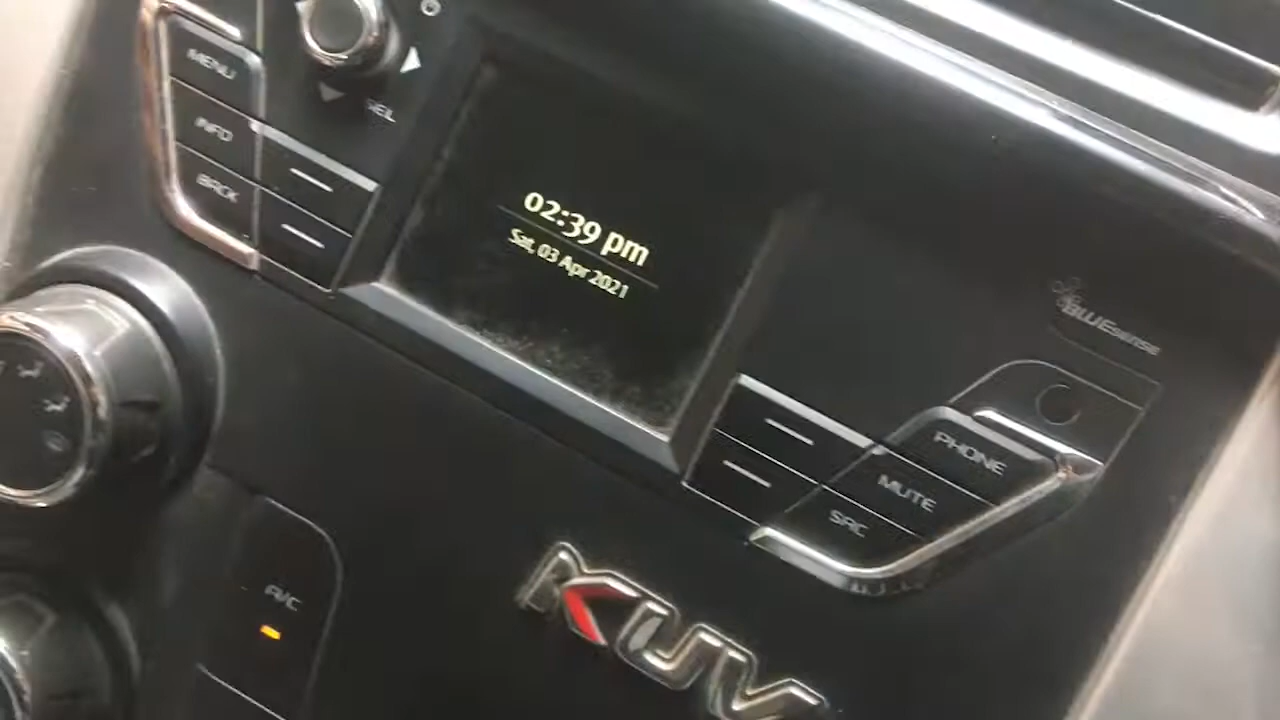 MENU
INFO
BACK
SEL
02:39 pm
Sat, 03 Apr 2021
BLUEsense
PHONE
MUTE
SRC
A/C
KUV